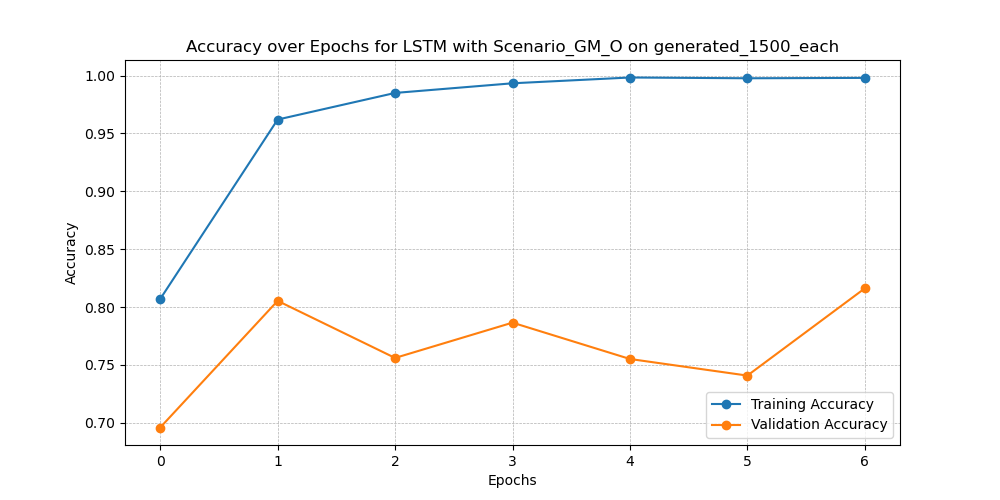 Accuracy over Epochs for LSTM with Scenario_GM_O on generated_1500_each
Accuracy
1.00
0.95
0.90
0.85
0.80
0.75
0.70
Training Accuracy
Validation Accuracy
0 1 2 3 4 5 6
Epochs